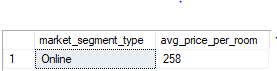 market_segment_type avg_price_per_room
1 Online 258